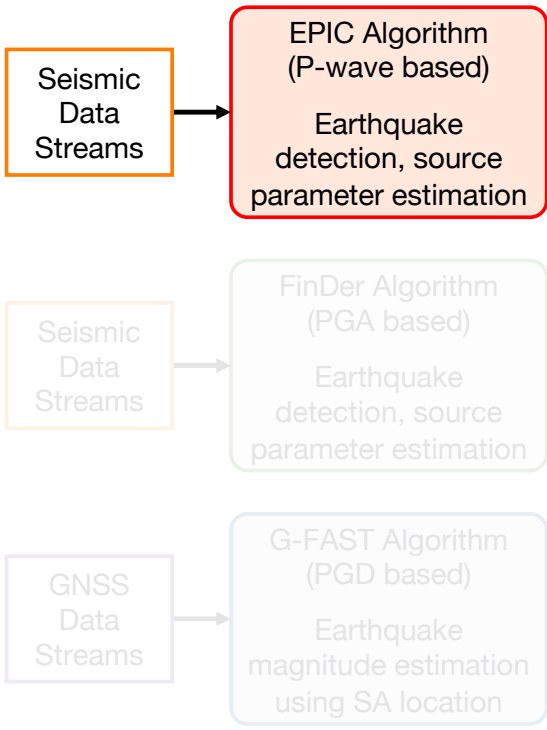 Seismic
Data
Streams
EPIC Algorithm
(P-wave based)
Earthquake
detection, source
parameter estimation
Seismic
Data
Streams
FinDer Algorithm
(PGA based)
Earthquake
detection, source
parameter estimation
GNSS
Data
Streams
G-FAST Algorithm
(PGD based)
Earthquake
magnitude estimation
using SA location